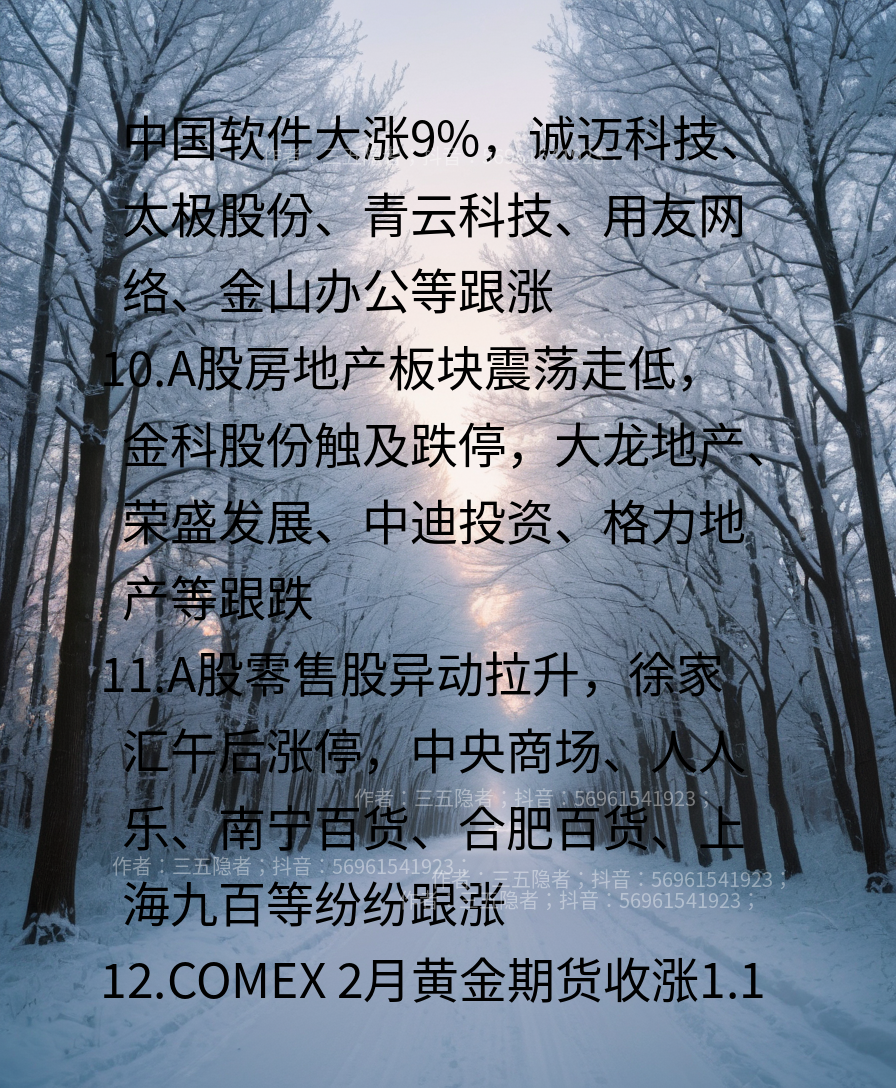 中国软件大涨9%，诚迈科技、
太极股份、青云科技、用友网
络、金山办公等跟涨
10.A股房地产板块震荡走低，
金科股份触及跌停，大龙地产、
荣盛发展、中迪投资、格力地
产等跟跌
11.A股零售股异动拉升，徐家
汇午后涨停，中央商场、人人
作者：三五隐者；抖音：56961541923；
乐、南宁百货、合肥百货、上
作者：三五隐者；抖音：56961541923；
作者：三五隐者；抖音：56961541923；
海九百等纷纷跟涨
隐者；抖音：56961541923；
12.COMEX 2月黄金期货收涨1.1